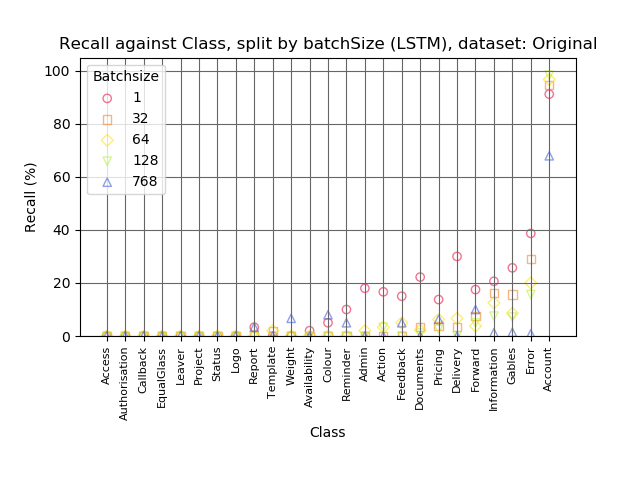 Recall against Class, split by batchSize (LSTM), dataset: Original
Recall (%)
100
80
60
40
20
0
Batchsize
1
32
64
128
768
Access
Authorisation
Callback
EqualGlass
Leaver
Project
Status
Logo
Report
Template
Weight
Availability
Colour
Reminder
Admin
Action
Feedback
Documents
Pricing
Delivery
Forward
Information
Gables
Error
Account
Class